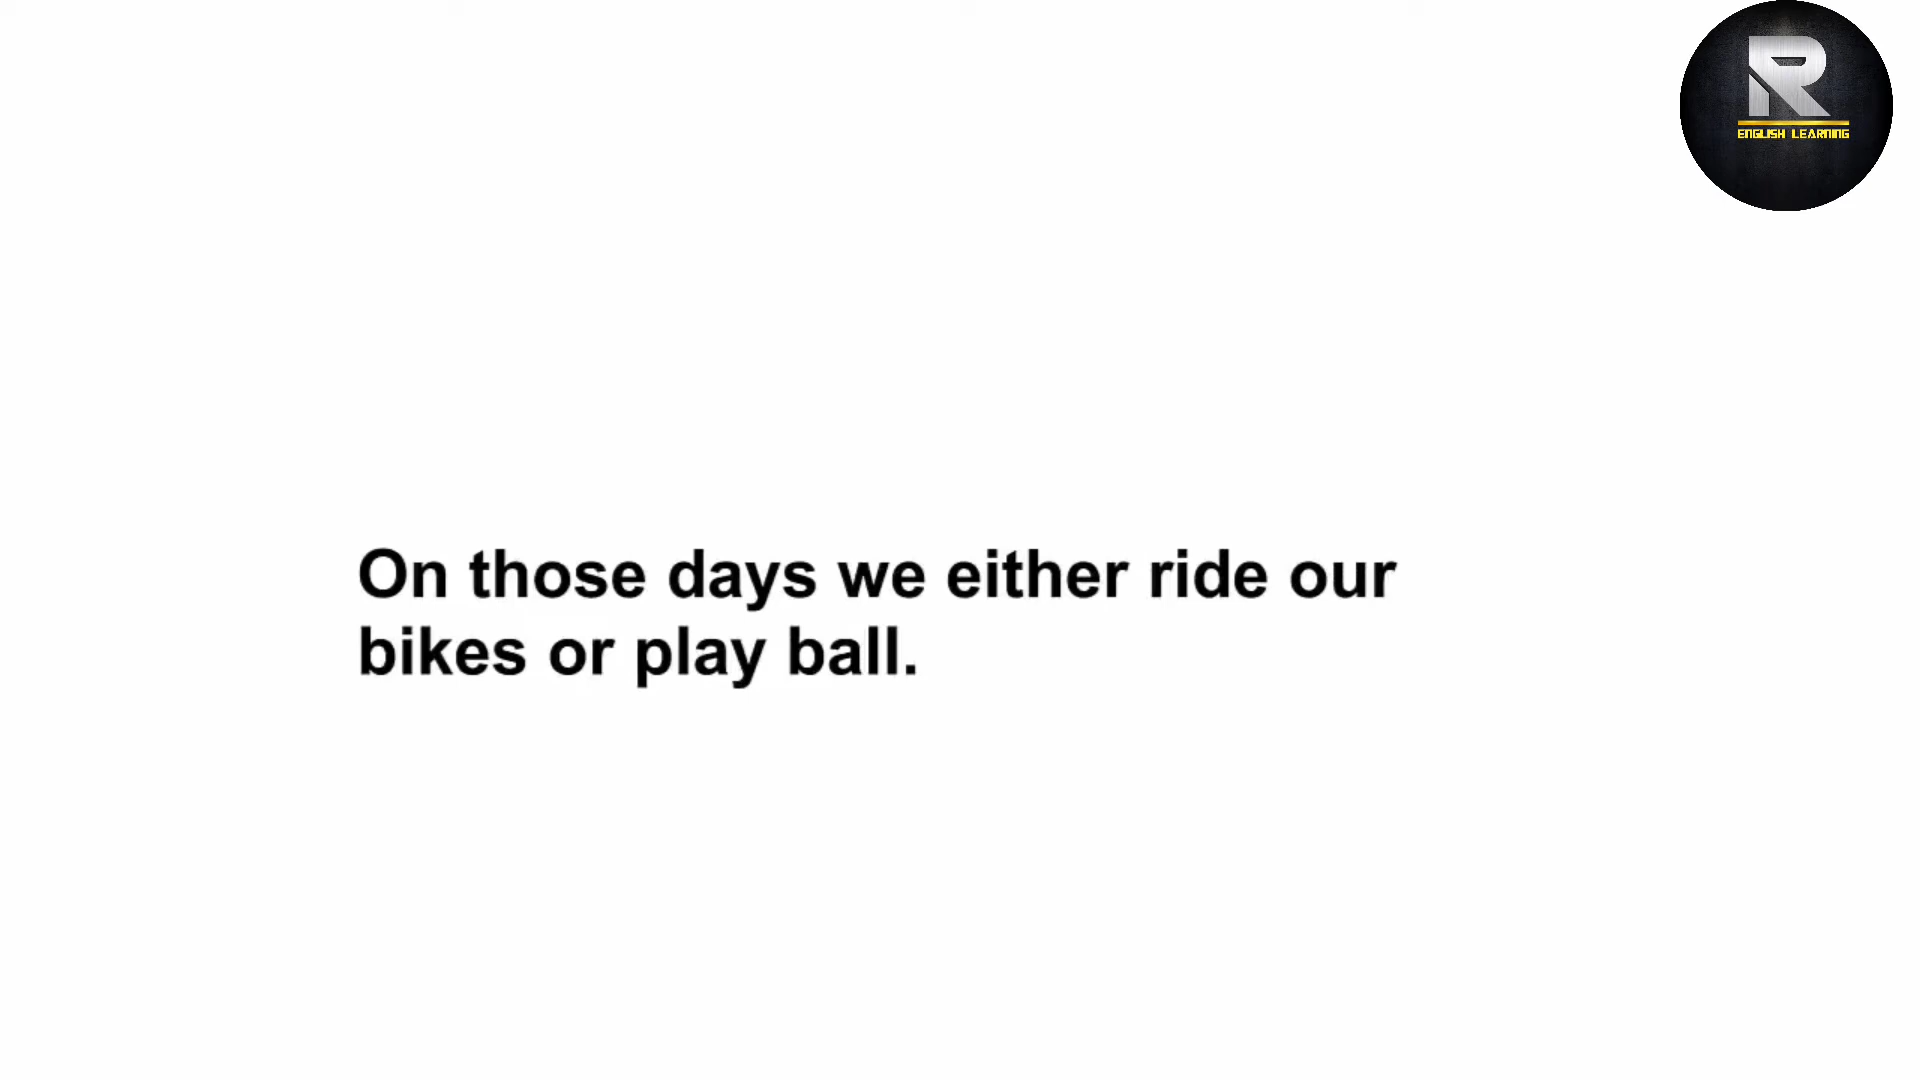 R
ENGLISH LEARNING
On those days we either ride our
bikes or play ball.